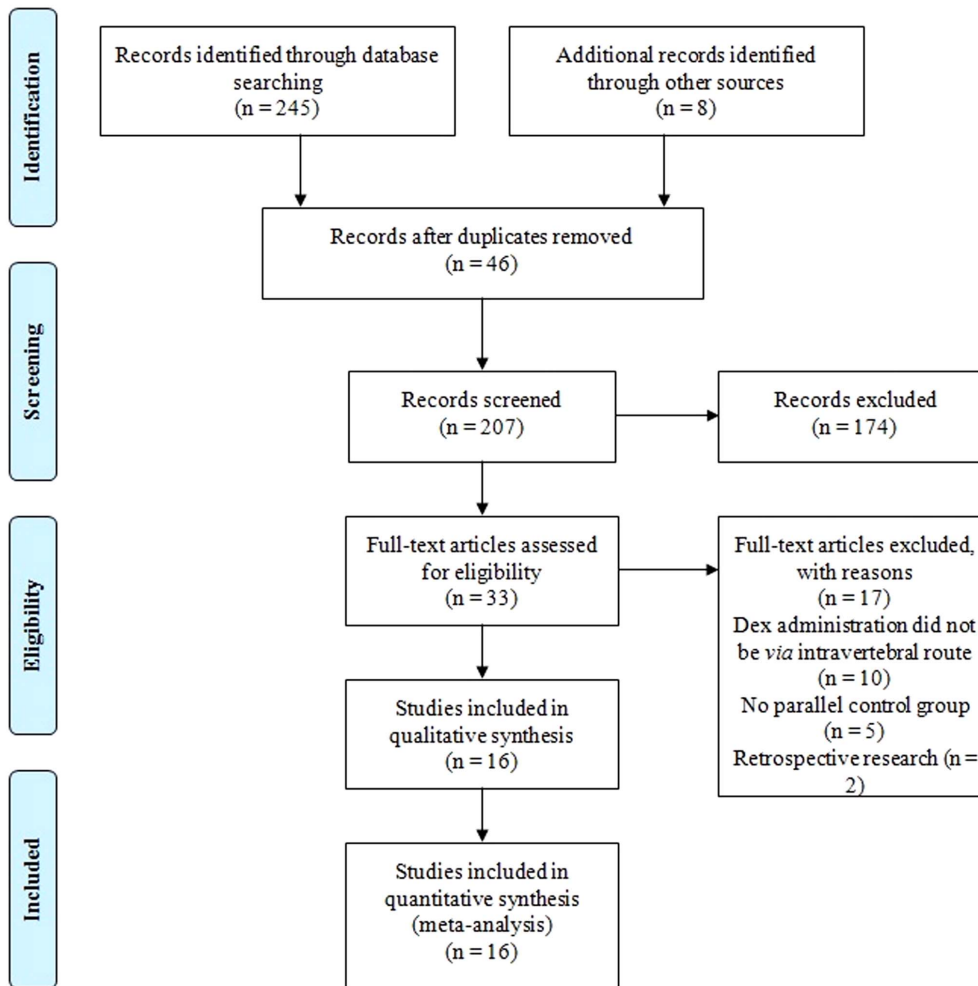 Identification
Records identified through database
searching
(n = 245)
Additional records identified
through other sources
(n = 8)
Records after duplicates removed
(n = 46)
Screening
Records screened
(n = 207)
Records excluded
(n = 174)
Eligibility
Full-text articles assessed
for eligibility
(n = 33)
Full-text articles excluded,
with reasons
(n = 17)
Dex administration did not
be via intravertebral route
(n = 10)
No parallel control group
(n = 5)
Retrospective research (n =
2)
Studies included in
qualitative synthesis
(n = 16)
Included
Studies included in
quantitative synthesis
(meta-analysis)
(n = 16)